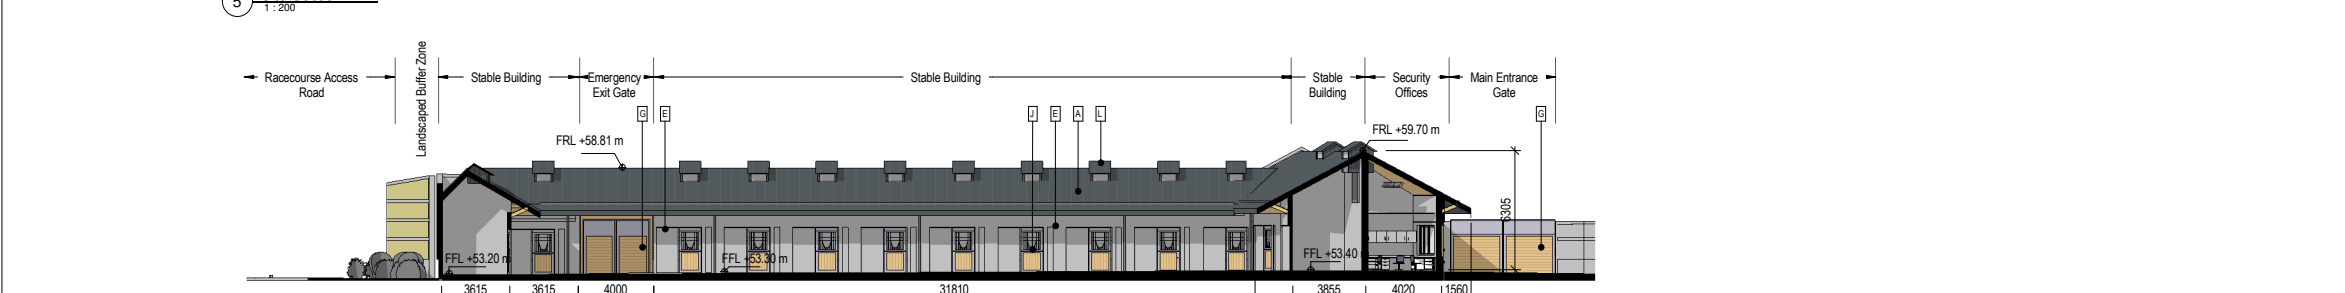 5
1 : 200
Landscaped Buffer Zone
Racecourse Access
Road
Stable Building
Emergency
Exit Gate
Stable Building
Stable
Building
Security
Offices
Main Entrance
Gate
G
E
J
E
A
L
G
FRL +58.81 m
FRL +59.70 m
6305
FFL +53.20 m
FFL +53.30 m
FFL +53.40
3615
3615
4000
31810
3855
4020
1560